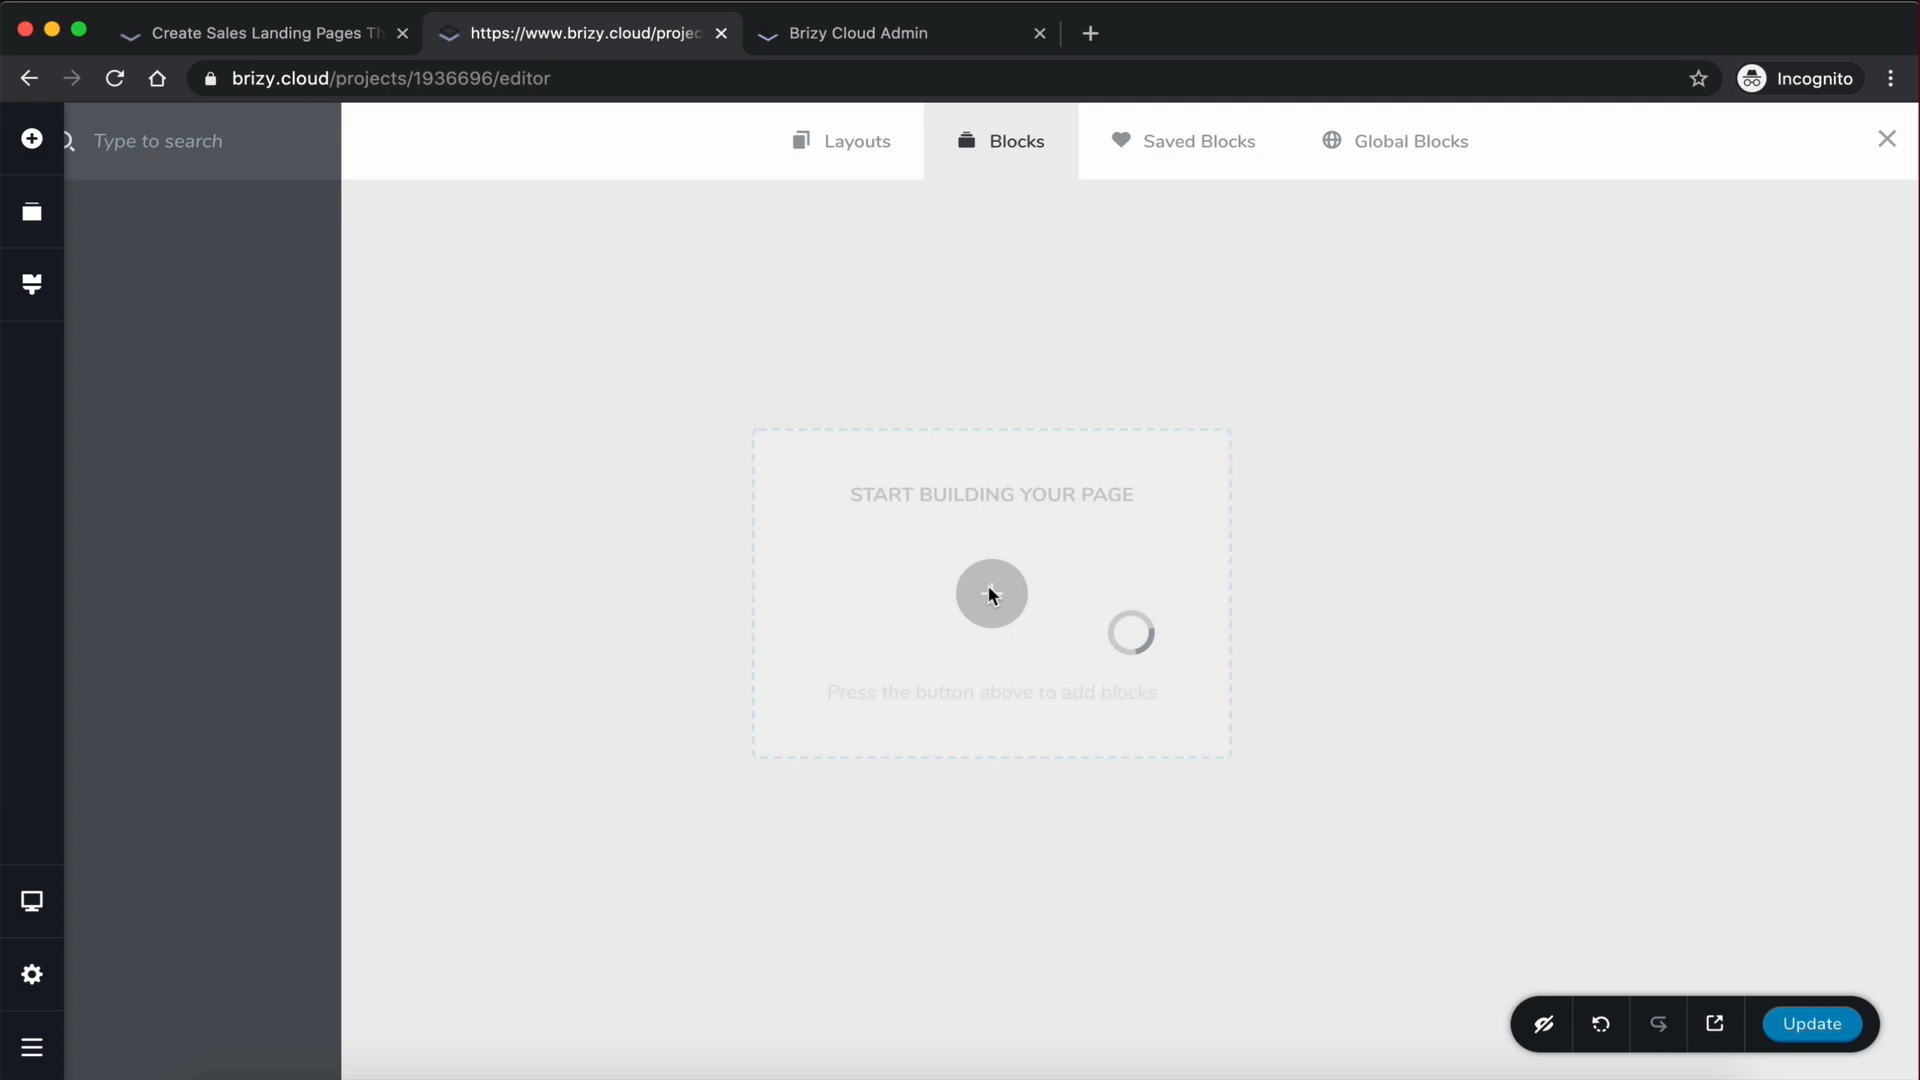 Create Sales Landing Pages Th
https://www.brizy.cloud/projec
Brizy Cloud Admin
brizy.cloud/projects/1936696/editor
Incognito
Type to search
Layouts
Blocks
Saved Blocks
Global Blocks
START BUILDING YOUR PAGE
Press the button above to add blocks
Update